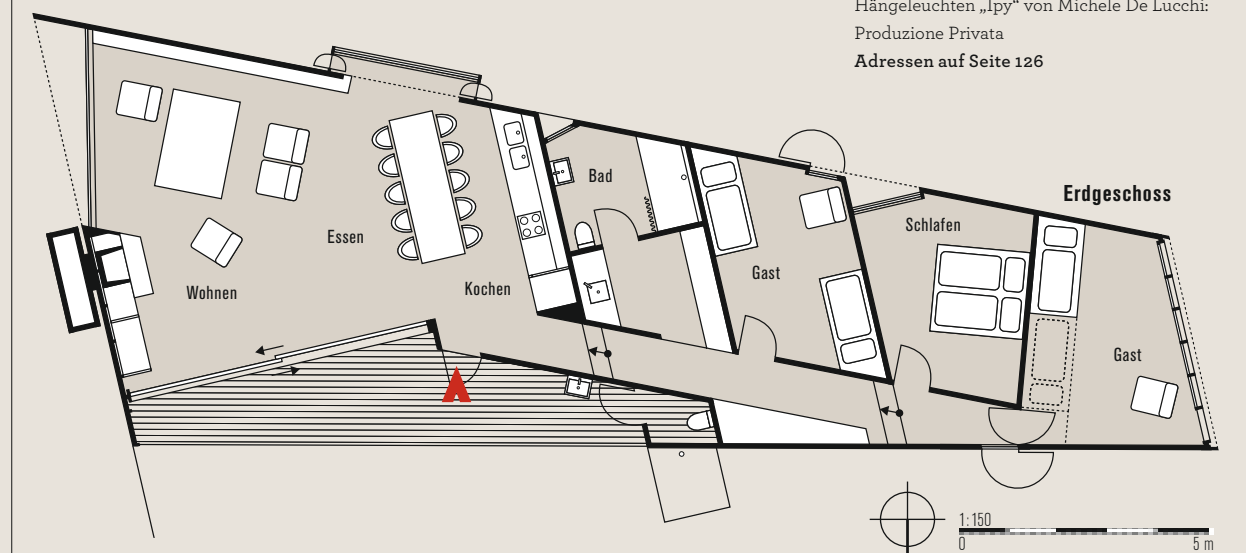 Hängeleuchten „Ipy“ von Michele De Lucchi:
Produzione Privata
Adressen auf Seite 126
Erdgeschoss
Bad
Schlafen
Essen
Gast
Wohnen
Kochen
Gast
1:150
0
5 m